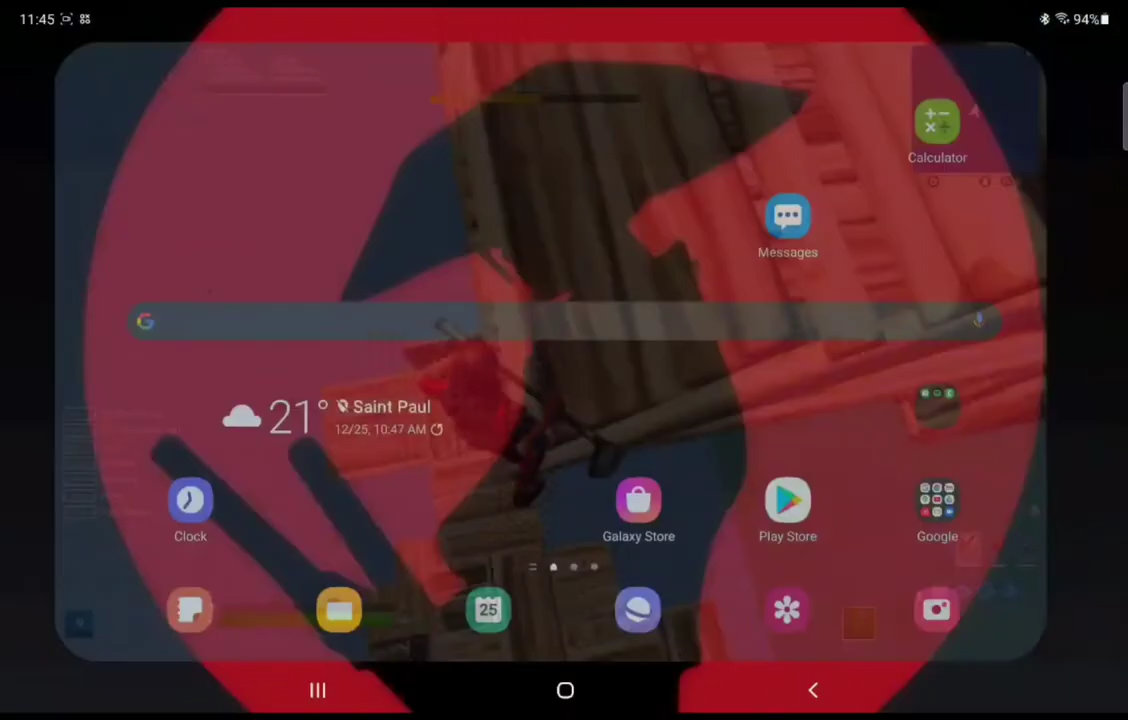 11:45
94%
Calculator
Messages
21° Saint Paul
12/25, 10:47 AM
Clock
Galaxy Store
Play Store
Google
25